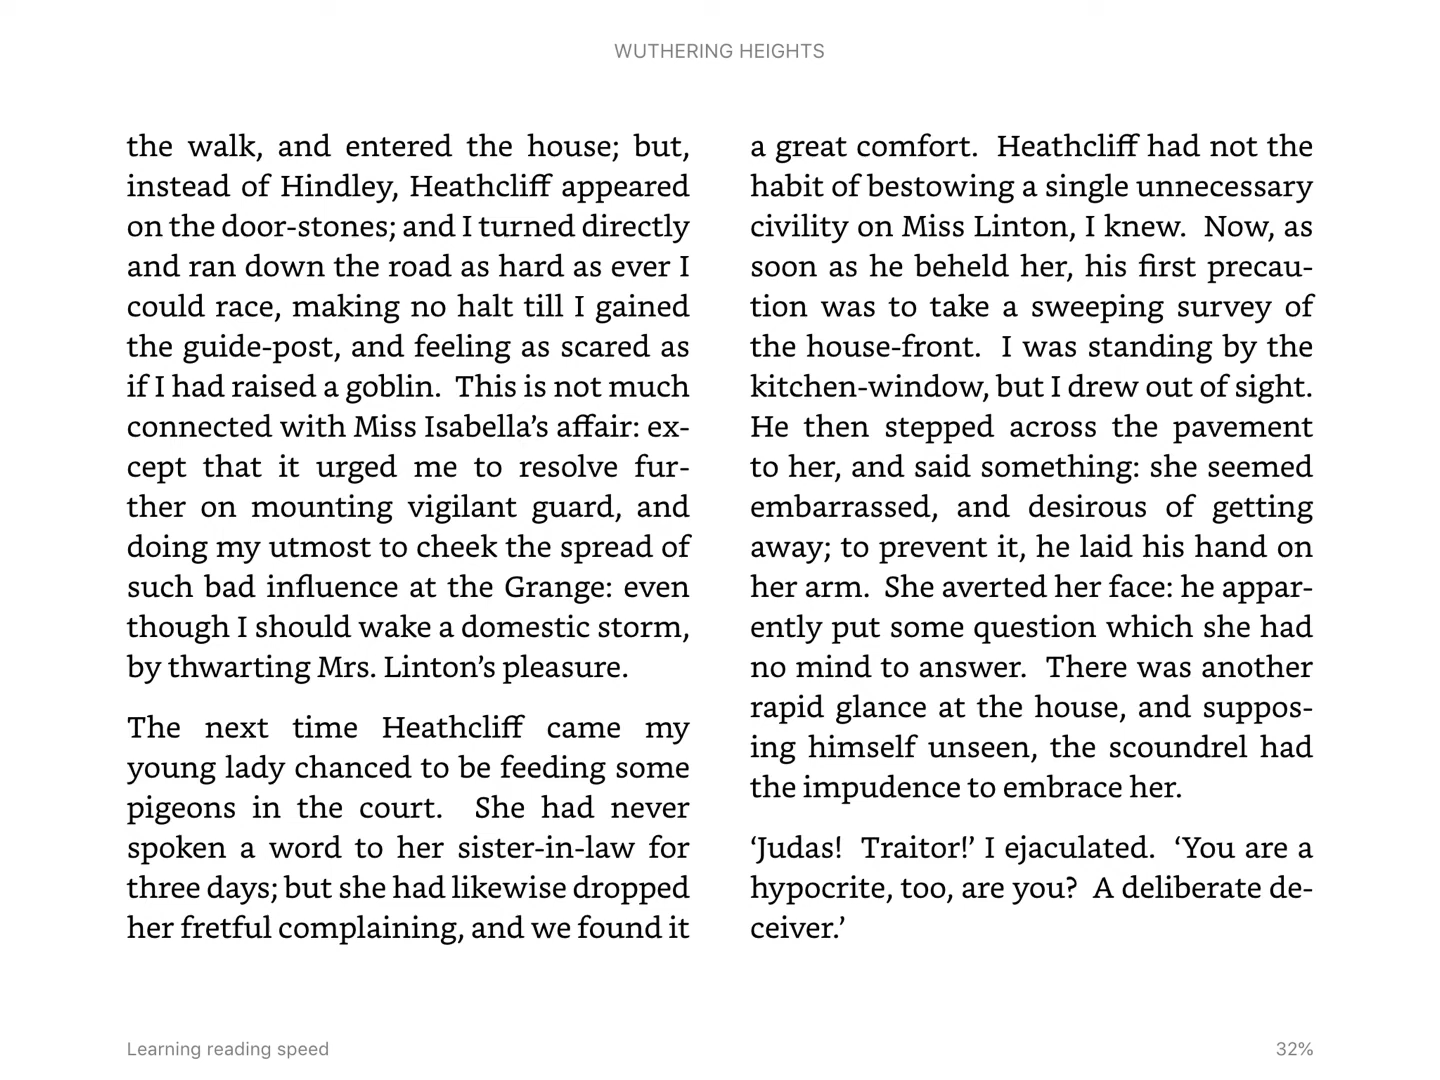 WUTHERING HEIGHTS
the walk, and entered the house; but,
instead of Hindley, Heathcliff appeared
on the door-stones; and I turned directly
and ran down the road as hard as ever I
could race, making no halt till I gained
the guide-post, and feeling as scared as
if I had raised a goblin.  This is not much
connected with Miss Isabella’s affair: ex-
cept that it urged me to resolve fur-
ther on mounting vigilant guard, and
doing my utmost to cheek the spread of
such bad influence at the Grange: even
though I should wake a domestic storm,
by thwarting Mrs. Linton’s pleasure.
The next time Heathcliff came my
young lady chanced to be feeding some
pigeons in the court.  She had never
spoken a word to her sister-in-law for
three days; but she had likewise dropped
her fretful complaining, and we found it
a great comfort.  Heathcliff had not the
habit of bestowing a single unnecessary
civility on Miss Linton, I knew.  Now, as
soon as he beheld her, his first precau-
tion was to take a sweeping survey of
the house-front.  I was standing by the
kitchen-window, but I drew out of sight.
He then stepped across the pavement
to her, and said something: she seemed
embarrassed, and desirous of getting
away; to prevent it, he laid his hand on
her arm.  She averted her face: he appar-
ently put some question which she had
no mind to answer.  There was another
rapid glance at the house, and suppos-
ing himself unseen, the scoundrel had
the impudence to embrace her.
‘Judas!  Traitor!’ I ejaculated.  ‘You are a
hypocrite, too, are you?  A deliberate de-
ceiver.’
Learning reading speed
32%